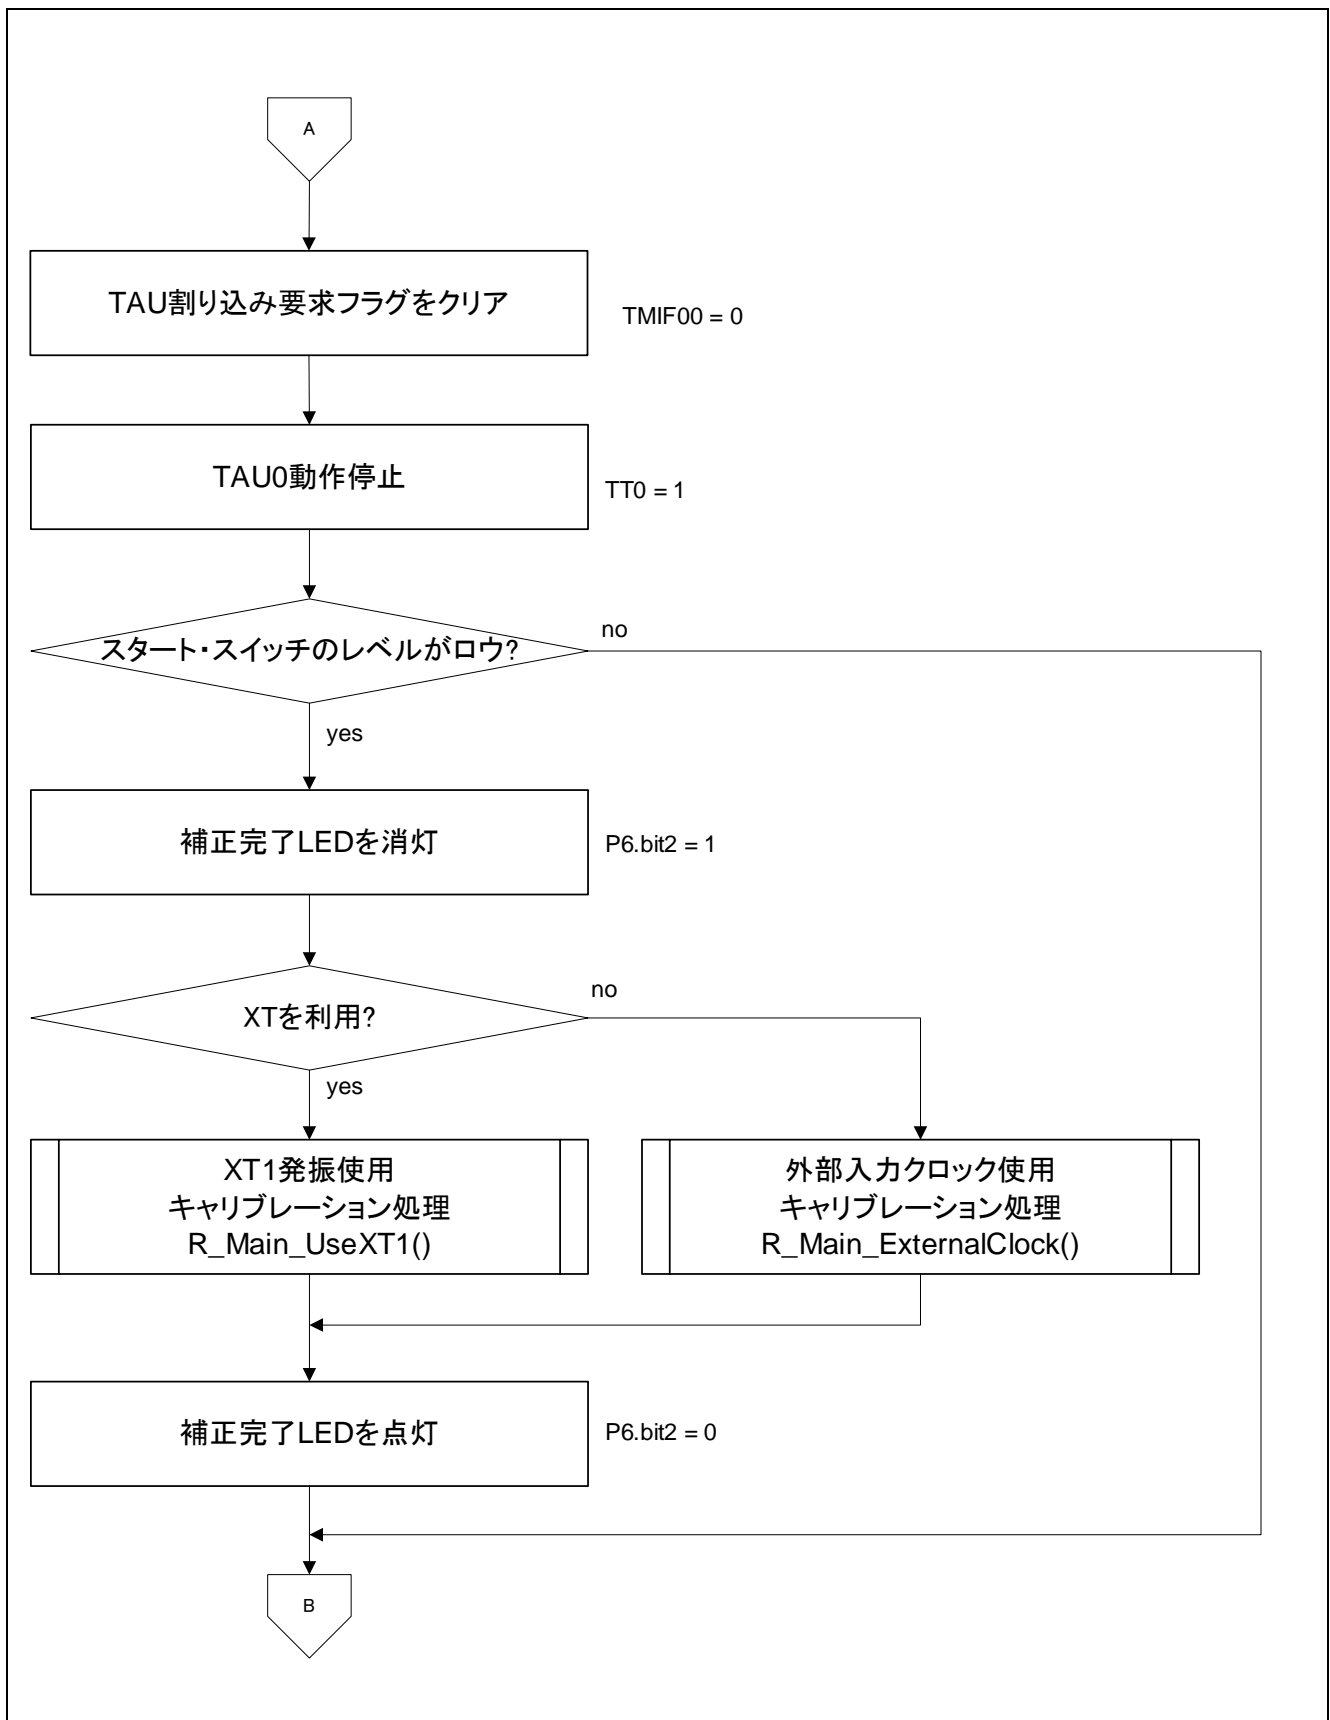 A
TAU割り込み要求フラグをクリア
TMIF00 = 0
TAU0動作停止
TT0 = 1
スタート・スイッチのレベルがロウ?
no
yes
補正完了LEDを消灯
P6.bit2 = 1
XTを利用?
no
yes
XT1発振使用
キャリブレーション処理
R_Main_UseXT1()
外部入力クロック使用
キャリブレーション処理
R_Main_ExternalClock()
補正完了LEDを点灯
P6.bit2 = 0
B